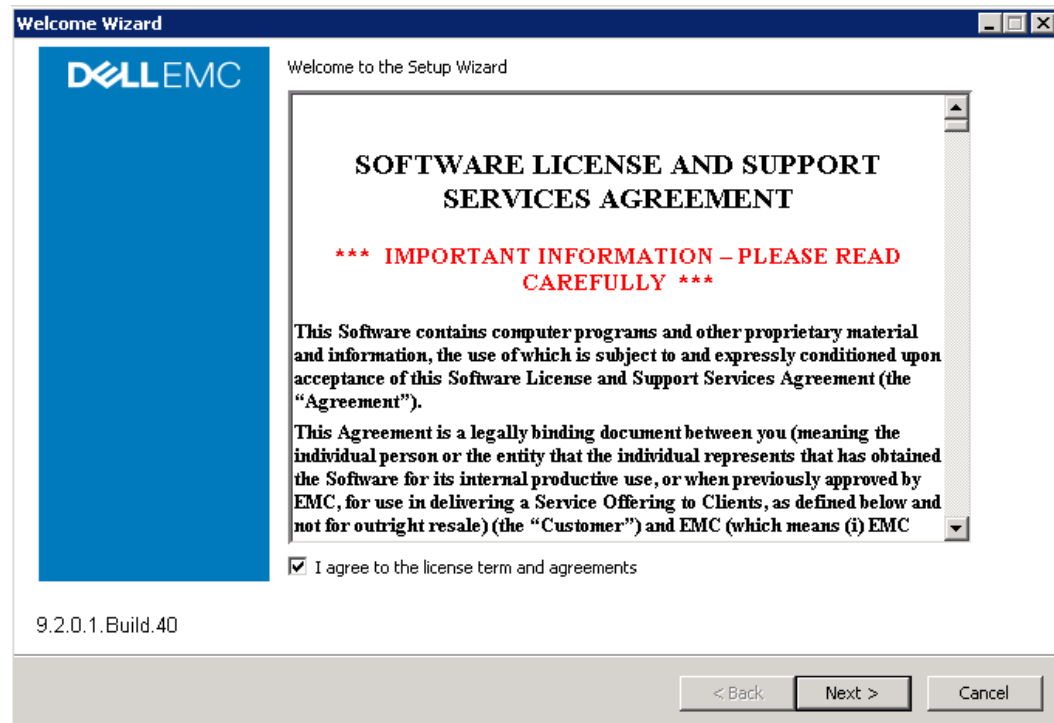 Welcome Wizard
DELLEMC
Welcome to the Setup Wizard
SOFTWARE LICENSE AND SUPPORT
SERVICES AGREEMENT
*** IMPORTANT INFORMATION – PLEASE READ
CAREFULLY ***
This Software contains computer programs and other proprietary material
and information, the use of which is subject to and expressly conditioned upon
acceptance of this Software License and Support Services Agreement (the
“Agreement”).
This Agreement is a legally binding document between you (meaning the
individual person or the entity that the individual represents that has obtained
the Software for its internal productive use, or when previously approved by
EMC, for use in delivering a Service Offering to Clients, as defined below and
not for outright resale) (the “Customer”) and EMC (which means (i) EMC
I agree to the license term and agreements
9.2.0.1.Build.40
< Back
Next >
Cancel